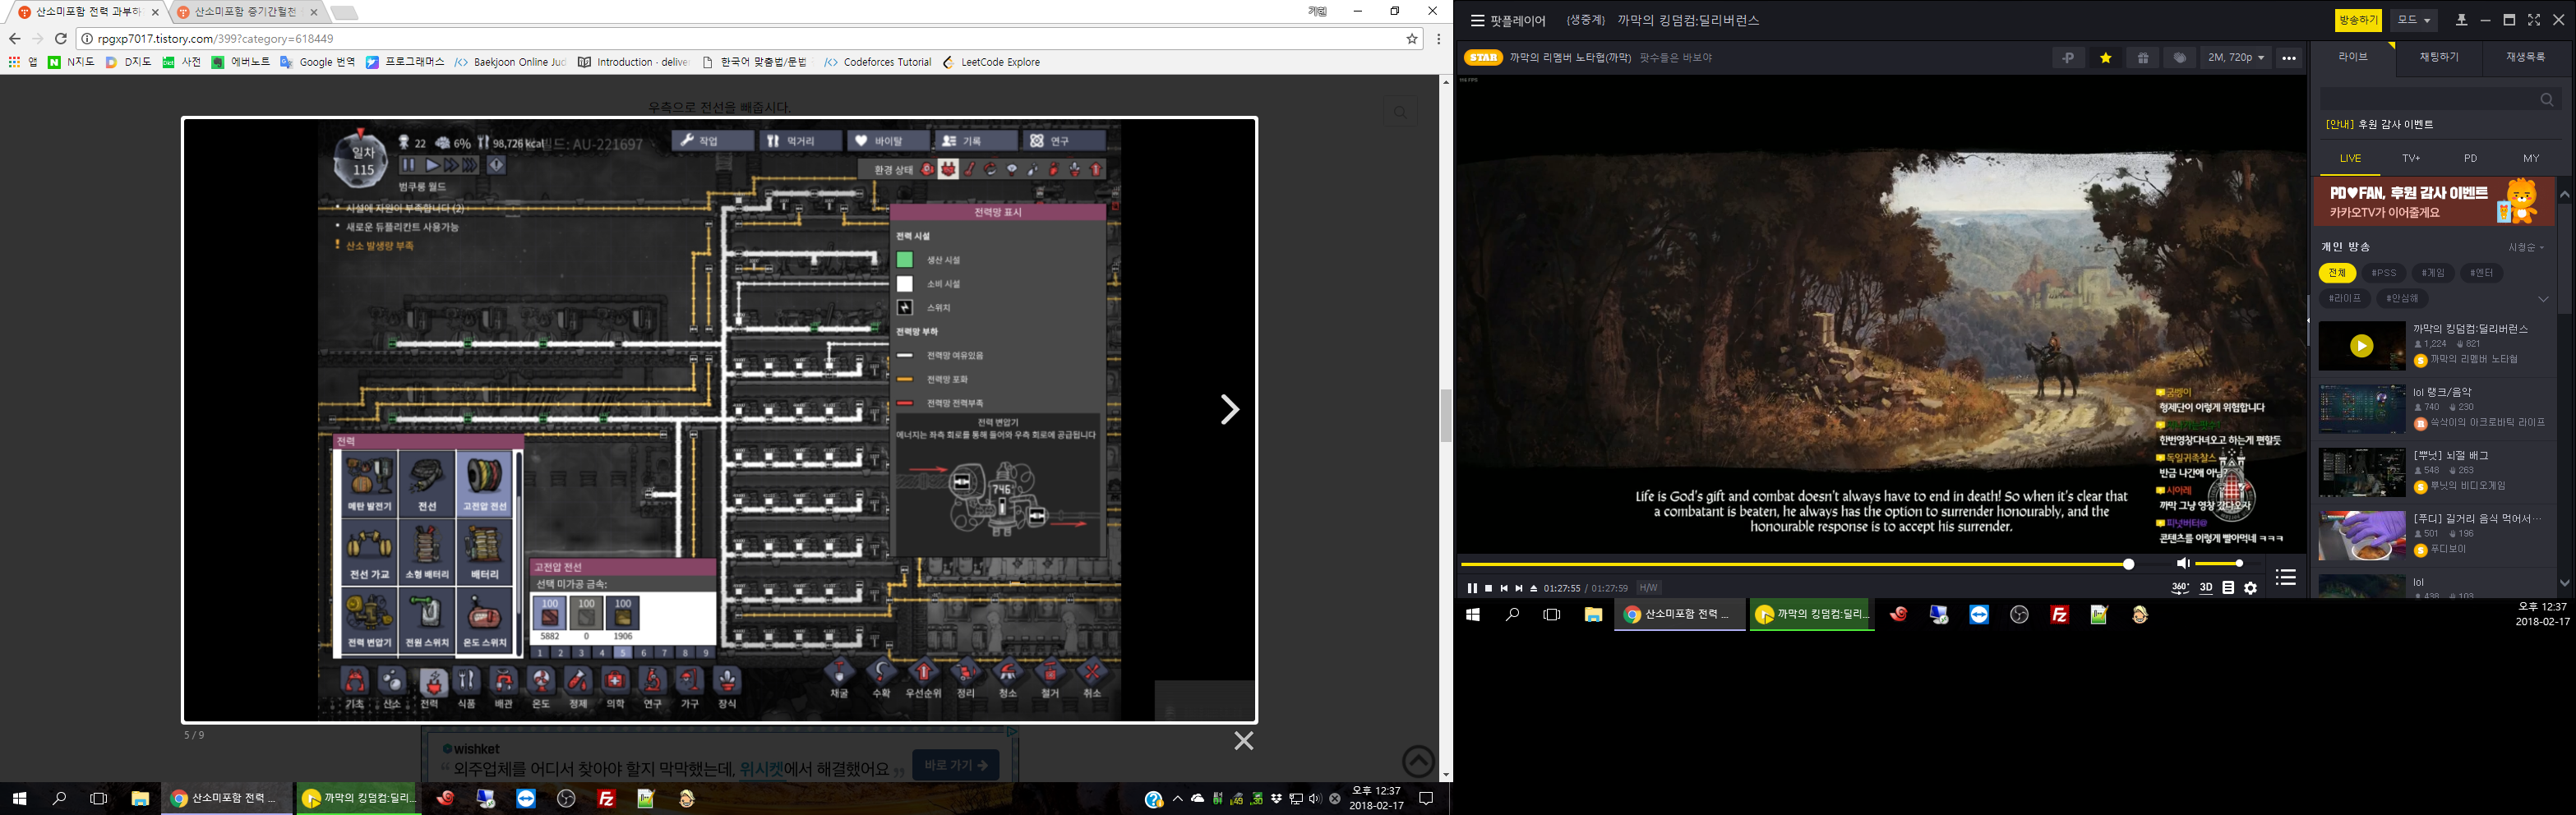 산소미포함 전력 과부하
산소미포함 증기간헐천
기원
rpgxp7017.tistory.com/399?category=618449
앱 N지도 D지도 사전 에버노트 Google 번역 프로그래머스 Baekjoon Online Jud Introduction · deliver 한국어 맞춤법/문법 Codeforces Tutorial LeetCode Explore
우측으로 전선을 빼줍시다.
일차
115
22 6% 98,726 kcal
빌드: AU-221697
범쿠롱 월드
작업 먹거리 바이탈 기록 연구
환경 상태
시설에 자원이 부족합니다 (2)
새로운 듀플리칸트 사용가능
산소 발생량 부족
전력망 표시
전력 시설
생산 시설
소비 시설
스위치
전력망 부하
전력망 여유있음
전력망 포화
전력망 전력부족
전력 변압기
에너지는 좌측 회로를 통해 들어와 우측 회로에 공급됩니다
746
전력
메탄 발전기 전선 고전압 전선
전선 가교 소형 배터리 배터리
전력 변압기 전원 스위치 온도 스위치
고전압 전선
선택 미가공 금속:
100 100 100
5882 0 1906
1 2 3 4 5 6 7 8 9
기초 산소 전력 식품 배관 온도 정제 의학 연구 가구 장식
채굴 수확 우선순위 정리 청소 철거 취소
5 / 9
wishket
“ 외주업체를 어디서 찾아야 할지 막막했는데, 위시켓에서 해결했어요 ”
바로 가기 →
산소미포함 전력 ...
까막의 킹덤컴:딜리...
오후 12:37
2018-02-17
팟플레이어
{생중계} 까막의 킹덤컴:딜리버런스
방송하기 모드
STAR 까막의 리멤버 노타협(까막) 팟수들은 바보야
2M, 720p
Life is God's gift and combat doesn't always have to end in death! So when it's clear that
a combatant is beaten, he always has the option to surrender honourably, and the
honourable response is to accept his surrender.
굼벵이
형제단이 이렇게 위험합니다
한번영창다녀오고 하는게 편할듯
독일귀족찰스
반금 나간애 아님?
시아레
까막 그냥 영창 갔다오자
피넛버터@
콘텐츠를 이렇게 빨아먹네 ㅋㅋㅋ
01:27:55 / 01:27:59 H/W
360° 3D
라이브 채팅하기 재생목록
[안내] 후원 감사 이벤트
LIVE TV+ PD MY
PD♥FAN, 후원 감사 이벤트
카카오TV가 이어줄게요
개인 방송
시청순
전체 #PSS #게임 #엔터
#라이프 #안심해
까막의 킹덤컴:딜리버런스
1,224 821
까막의 리멤버 노타협
lol 랭크/음악
740 230
쓱삭이의 아크로바틱 라이프
[뿌넛] 뇌절 배그
548 263
뿌넛의 비디오게임
[푸디] 길거리 음식 먹어서…
501 196
푸디보이
lol
438 103
산소미포함 전력 ...
까막의 킹덤컴:딜리...
오후 12:37
2018-02-17